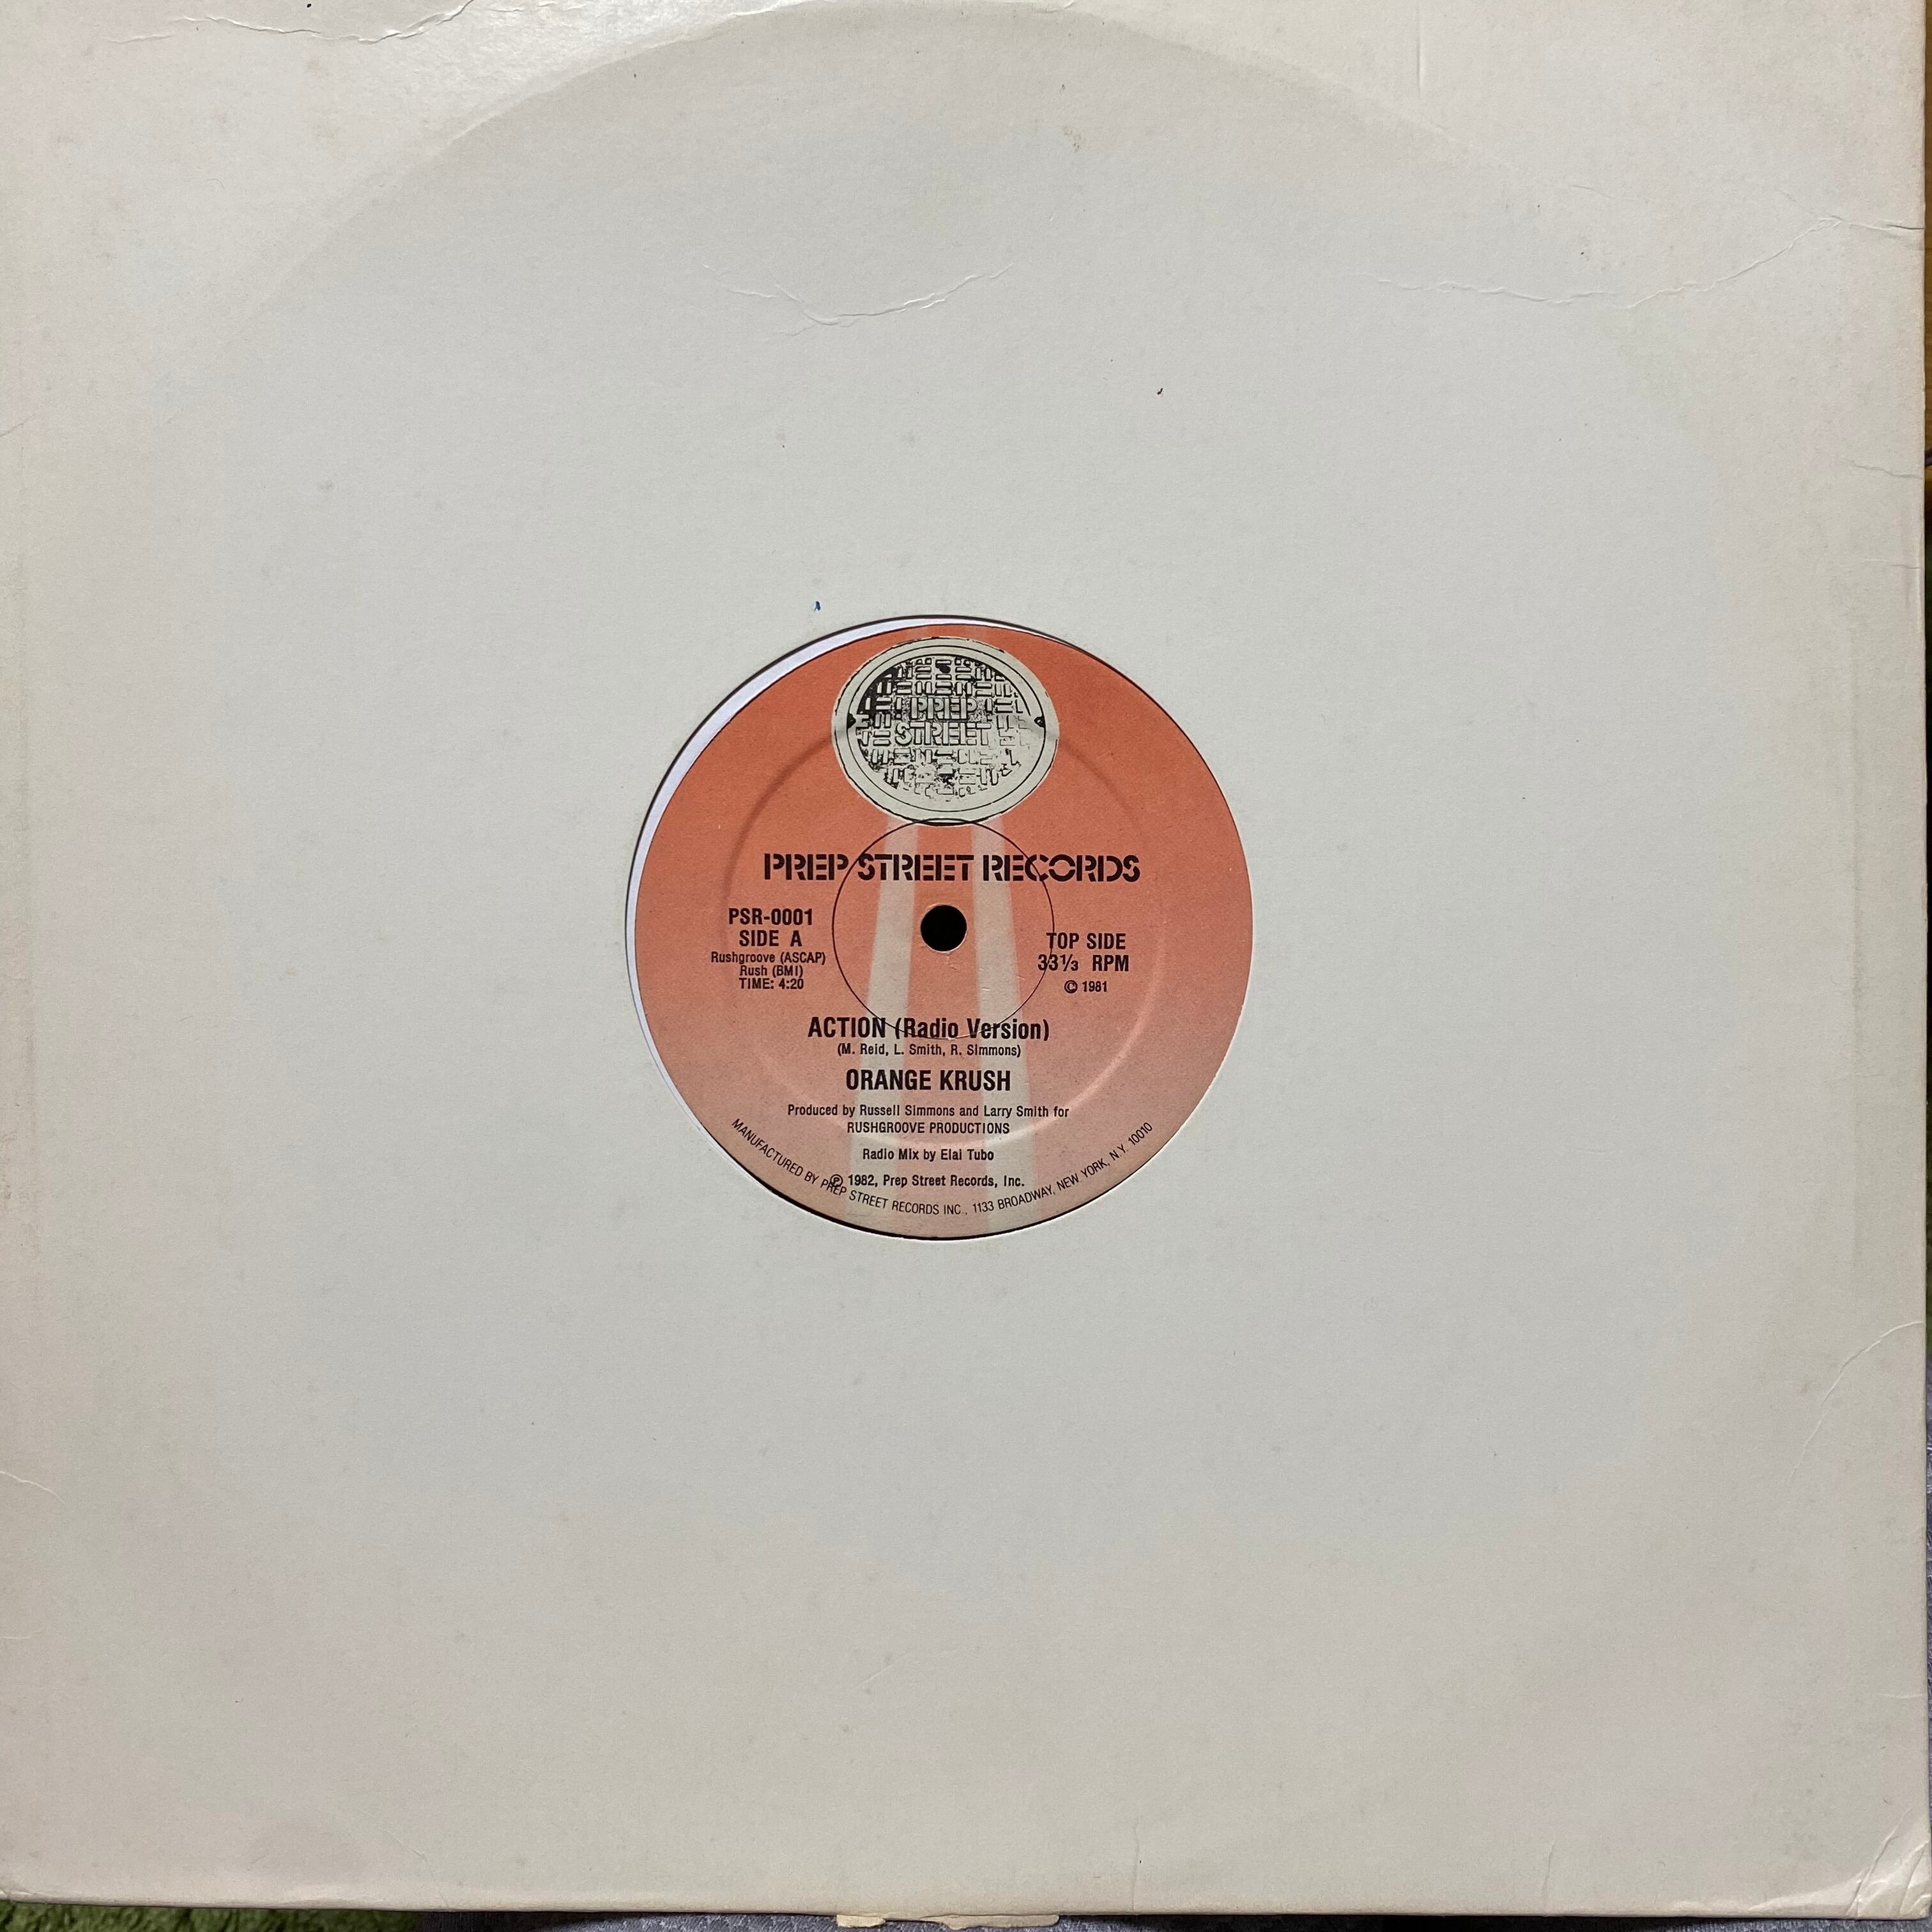 PREP
STREET
PREP STREET RECORDS
PSR-0001
SIDE A
Rushgroove (ASCAP)
Rush (BMI)
TIME: 4:20
TOP SIDE
33⅓ RPM
© 1981
ACTION (Radio Version)
(M. Reid, L. Smith, R. Simmons)
ORANGE KRUSH
Produced by Russell Simmons and Larry Smith for
RUSHGROOVE PRODUCTIONS
Radio Mix by Elai Tubo
℗ 1982, Prep Street Records, Inc.
MANUFACTURED BY PREP STREET RECORDS INC., 1133 BROADWAY, NEW YORK, N.Y. 10010